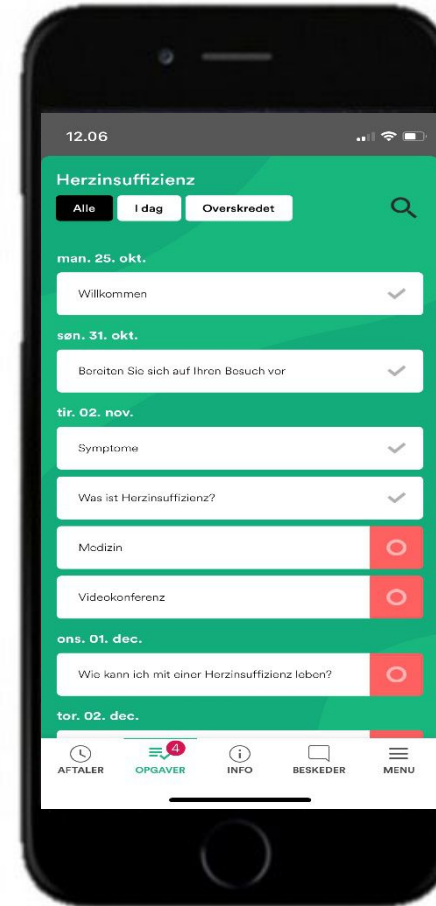 12.06
Herzinsuffizienz
Alle I dag Overskredet
man. 25. okt.
Willkommen
søn. 31. okt.
Bereiten Sie sich auf Ihren Besuch vor
tir. 02. nov.
Symptome
Was ist Herzinsuffizienz?
Medizin
Videokonferenz
ons. 01. dec.
Wie kann ich mit einer Herzinsuffizienz leben?
tor. 02. dec.
4
AFTALER OPGAVER INFO BESKEDER MENU